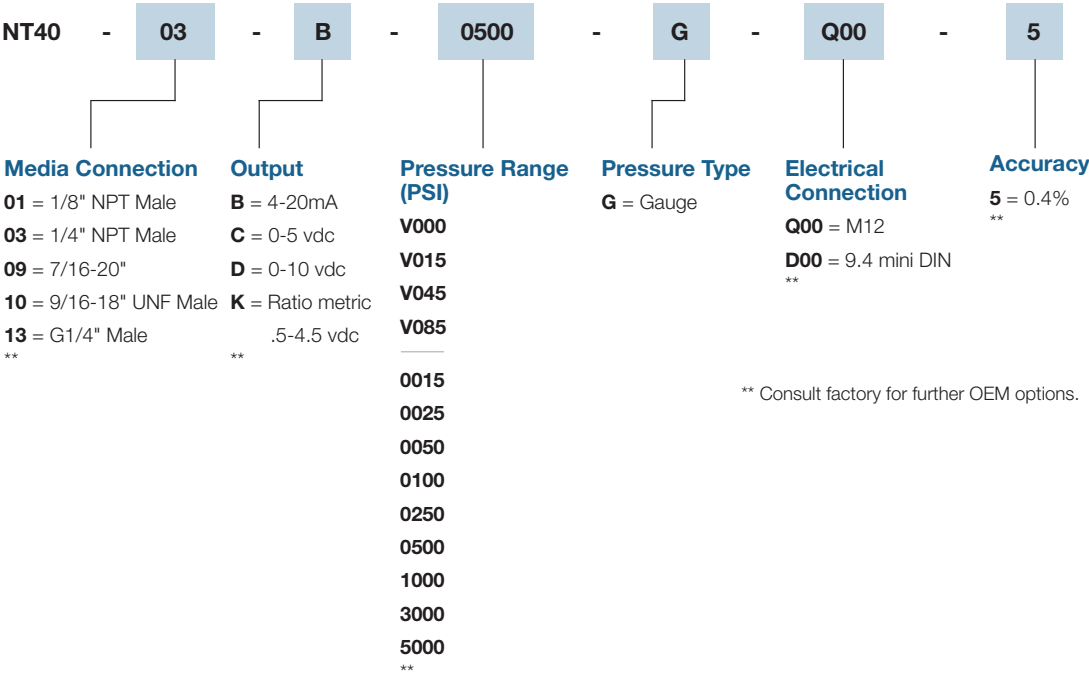 NT40 - 03 - B - 0500 - G - Q00 - 5
Media Connection
01 = 1/8" NPT Male
03 = 1/4" NPT Male
09 = 7/16-20"
10 = 9/16-18" UNF Male
13 = G1/4" Male
**
Output
B = 4-20mA
C = 0-5 vdc
D = 0-10 vdc
K = Ratio metric
.5-4.5 vdc
**
Pressure Range
(PSI)
V000
V015
V045
V085
0015
0025
0050
0100
0250
0500
1000
3000
5000
**
Pressure Type
G = Gauge
Electrical
Connection
Q00 = M12
D00 = 9.4 mini DIN
**
Accuracy
5 = 0.4%
**
** Consult factory for further OEM options.